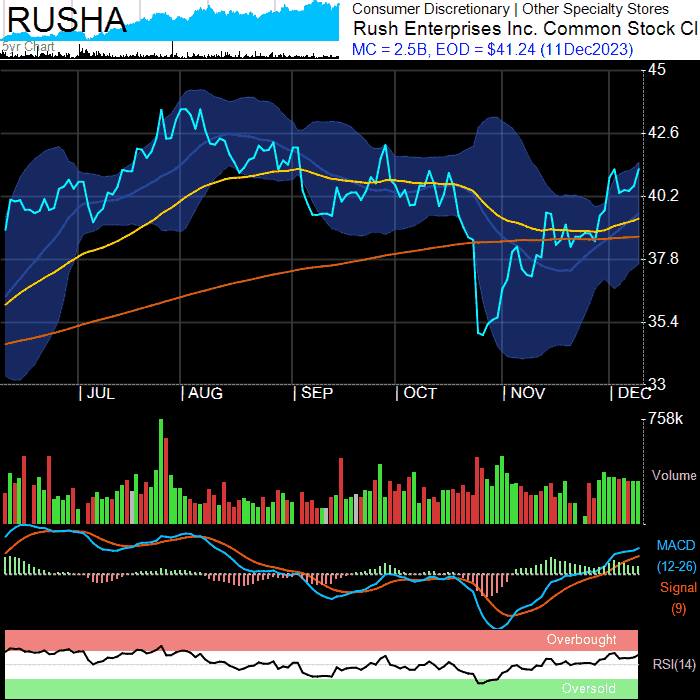 RUSHA
5yr Chart
Consumer Discretionary | Other Specialty Stores
Rush Enterprises Inc. Common Stock Cl
MC = 2.5B, EOD = $41.24 (11Dec2023)
45
42.6
40.2
37.8
35.4
33
JUL
AUG
SEP
OCT
NOV
DEC
758k
Volume
MACD
(12-26)
Signal
(9)
Overbought
RSI(14)
Oversold